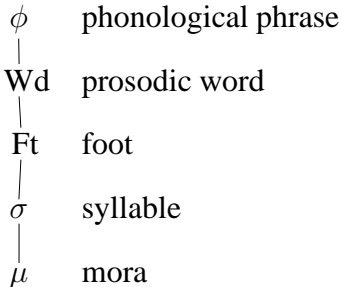 ϕ phonological phrase
Wd prosodic word
Ft foot
σ syllable
μ mora